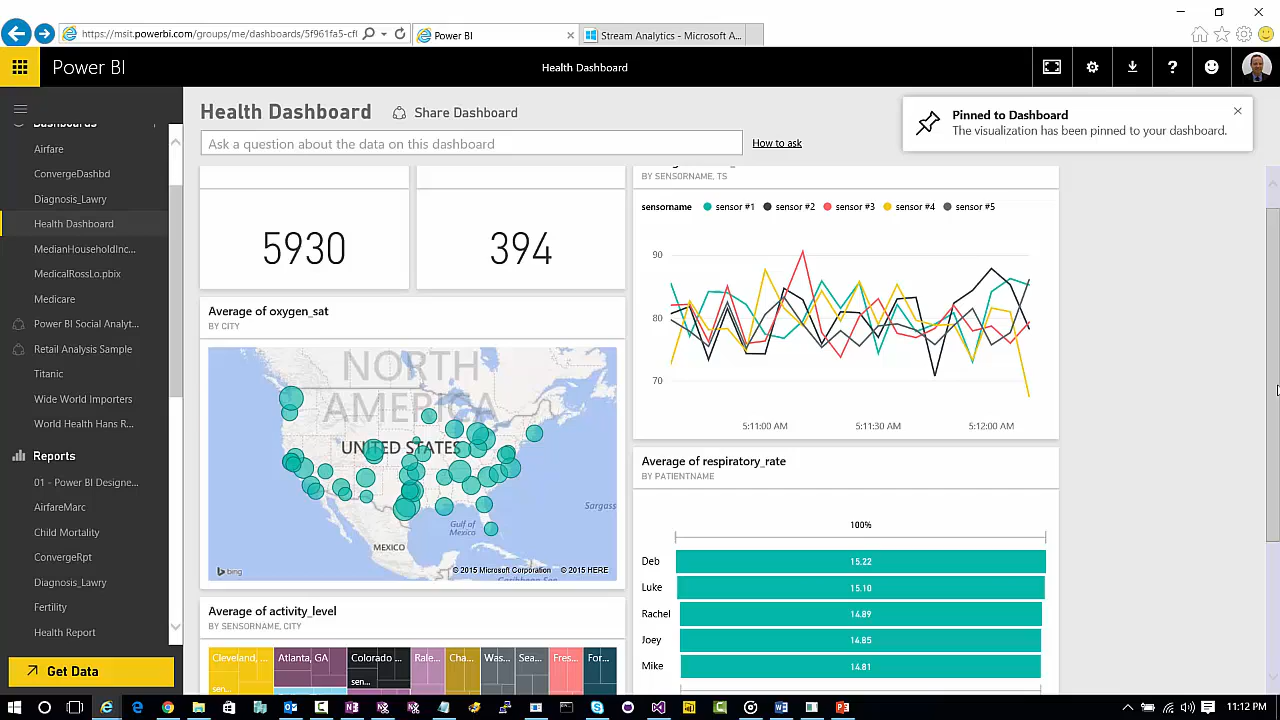 https://msit.powerbi.com/groups/me/dashboards/5f961fa5-cff
Power BI
Stream Analytics - Microsoft A...
Power BI
Health Dashboard
Dashboards
Airfare
ConvergeDashbd
Diagnosis_Lawry
Health Dashboard
MedianHouseholdInc...
MedicalRossLo.pbix
Medicare
Power BI Social Analyt...
Retail Analysis Sample
Titanic
Wide World Importers
World Health Hans R...
Reports
01 - Power BI Designe...
AirfareMarc
Child Mortality
ConvergeRpt
Diagnosis_Lawry
Fertility
Health Report
Get Data
Health Dashboard
Share Dashboard
Ask a question about the data on this dashboard
How to ask
Pinned to Dashboard
The visualization has been pinned to your dashboard.
5930
394
BY SENSORNAME, TS
sensorname sensor #1 sensor #2 sensor #3 sensor #4 sensor #5
90
80
70
5:11:00 AM 5:11:30 AM 5:12:00 AM
Average of oxygen_sat
BY CITY
NORTH
AMERICA
UNITED STATES
Sargass
Gulf of
Mexico
MEXICO
bing
© 2015 Microsoft Corporation © 2015 HERE
Caribbean Sea
Average of respiratory_rate
BY PATIENTNAME
100%
Deb 15.22
Luke 15.10
Rachel 14.89
Joey 14.85
Mike 14.81
Average of activity_level
BY SENSORNAME, CITY
Cleveland, ... Atlanta, GA Colorado ... Rale... Cha... Was... Sea... Fres... For...
sen... sen...
11:12 PM